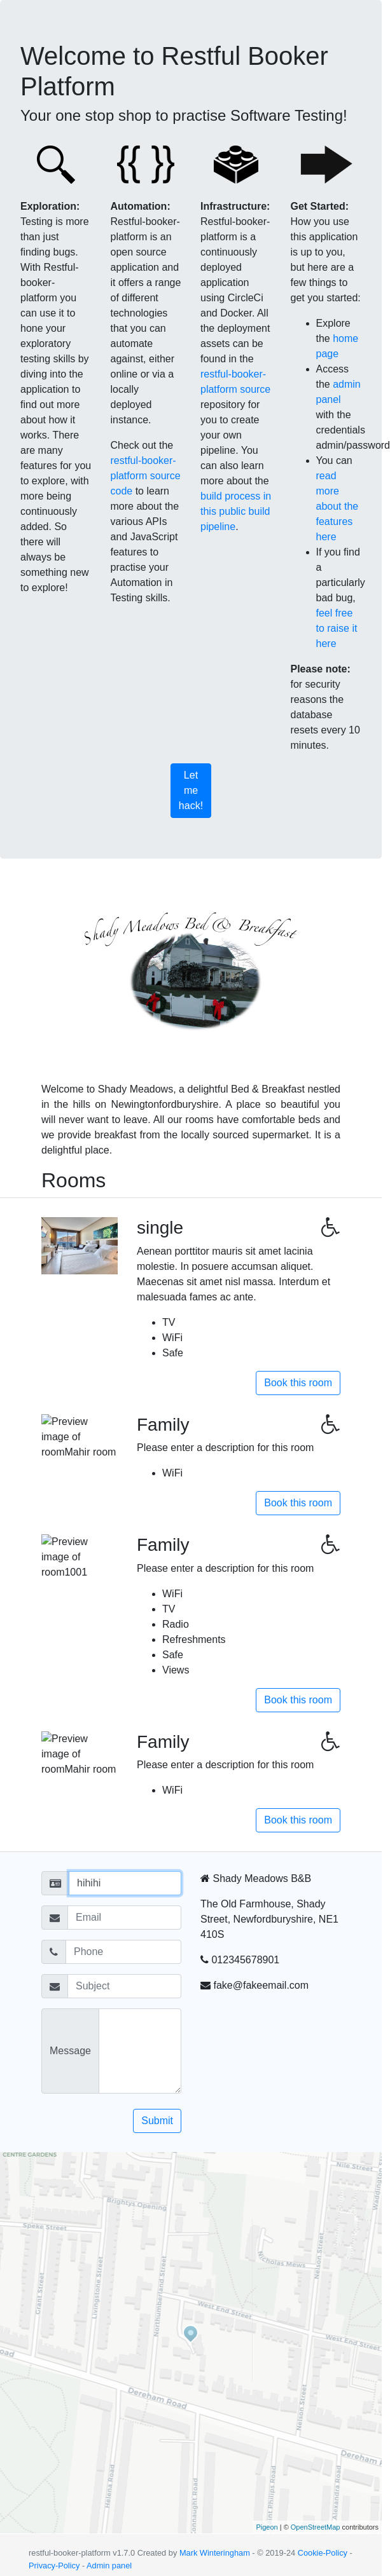 Welcome to Restful Booker
Platform
Your one stop shop to practise Software Testing!
Exploration:
Testing is more
than just
finding bugs.
With Restful-
booker-
platform you
can use it to
hone your
exploratory
testing skills by
diving into the
application to
find out more
about how it
works. There
are many
features for you
to explore, with
more being
continuously
added. So
there will
always be
something new
to explore!
Automation:
Restful-booker-
platform is an
open source
application and
it offers a range
of different
technologies
that you can
automate
against, either
online or via a
locally
deployed
instance.
Check out the
restful-booker-
platform source
code to learn
more about the
various APIs
and JavaScript
features to
practise your
Automation in
Testing skills.
Infrastructure:
Restful-booker-
platform is a
continuously
deployed
application
using CircleCi
and Docker. All
the deployment
assets can be
found in the
restful-booker-
platform source
repository for
you to create
your own
pipeline. You
can also learn
more about the
build process in
this public build
pipeline.
Get Started:
How you use
this application
is up to you,
but here are a
few things to
get you started:
• Explore
the home
page
• Access
the admin
panel
with the
credentials
admin/password
• You can
read
more
about the
features
here
• If you find
a
particularly
bad bug,
feel free
to raise it
here
Please note:
for security
reasons the
database
resets every 10
minutes.
Let
me
hack!
Shady Meadows Bed & Breakfast
Welcome to Shady Meadows, a delightful Bed & Breakfast nestled
in the hills on Newingtonfordburyshire. A place so beautiful you
will never want to leave. All our rooms have comfortable beds and
we provide breakfast from the locally sourced supermarket. It is a
delightful place.
Rooms
single
Aenean porttitor mauris sit amet lacinia
molestie. In posuere accumsan aliquet.
Maecenas sit amet nisl massa. Interdum et
malesuada fames ac ante.
• TV
• WiFi
• Safe
Book this room
Preview
image of
roomMahir room
Family
Please enter a description for this room
• WiFi
Book this room
Preview
image of
room1001
Family
Please enter a description for this room
• WiFi
• TV
• Radio
• Refreshments
• Safe
• Views
Book this room
Preview
image of
roomMahir room
Family
Please enter a description for this room
• WiFi
Book this room
hihihi
Email
Phone
Subject
Message
Submit
Shady Meadows B&B
The Old Farmhouse, Shady
Street, Newfordburyshire, NE1
410S
012345678901
fake@fakeemail.com
CENTRE GARDENS
Nile Street
Waddington
Brightys Opening
Speke Street
Nelson Street
Nicholas Mews
Grant Street
Livingstone Street
Northumberland Street
West End Street
West End Street
Road
Dereham Road
Nelson Street
Dereham
Helena Road
Connaught Road
Saint Philips Road
Alexandra Road
Pigeon | © OpenStreetMap contributors
restful-booker-platform v1.7.0 Created by Mark Winteringham - © 2019-24 Cookie-Policy -
Privacy-Policy - Admin panel